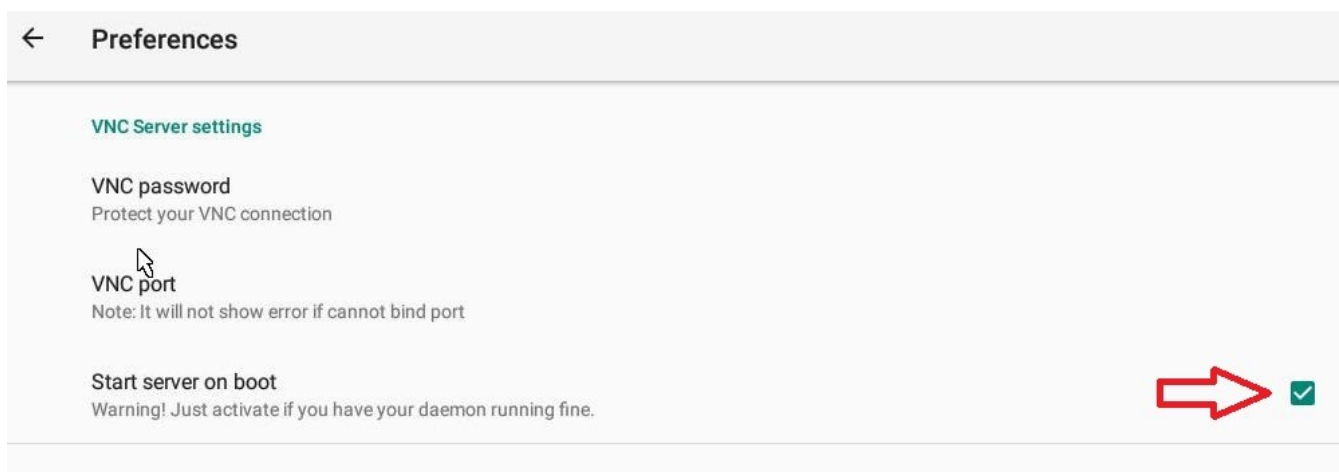 Preferences
VNC Server settings
VNC password
Protect your VNC connection
VNC port
Note: It will not show error if cannot bind port
Start server on boot
Warning! Just activate if you have your daemon running fine.